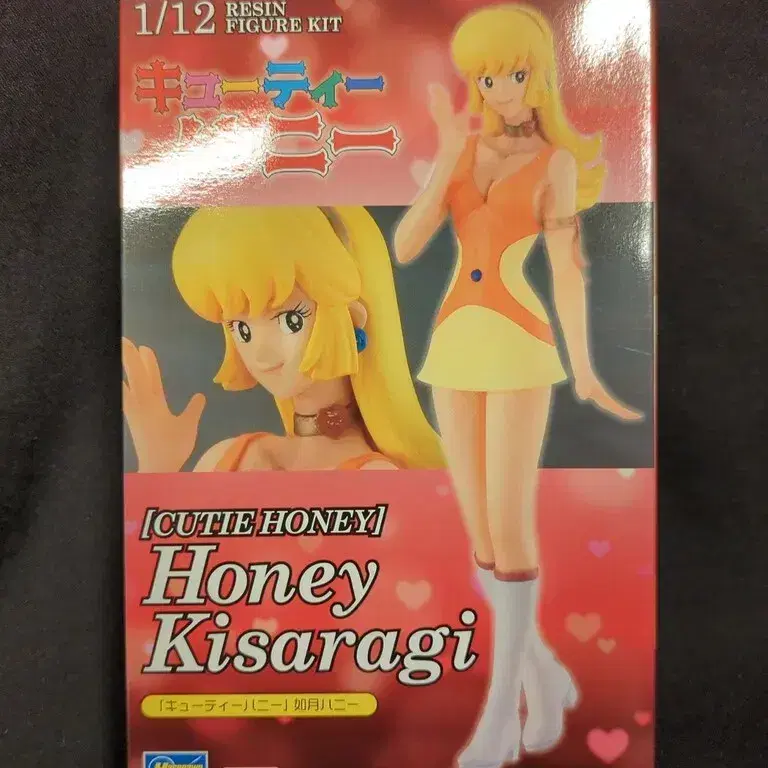 1/12 RESIN
FIGURE KIT
キューティー
ハニー
[CUTIE HONEY]
Honey
Kisaragi
「キューティーハニー」如月ハニー
Hasegawa